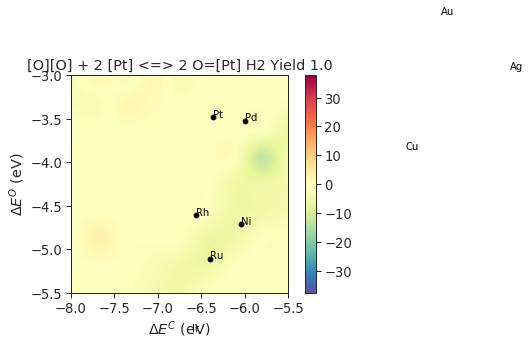 Au
Ag
[O][O] + 2 [Pt] <=> 2 O=[Pt] H2 Yield 1.0
−3.0
−3.5
−4.0
−4.5
−5.0
−5.5
ΔE^O (eV)
Pt
Pd
Rh
Ni
Ru
Cu
30
20
10
0
−10
−20
−30
−8.0 −7.5 −7.0 −6.5 −6.0 −5.5
ΔE^C (eV)